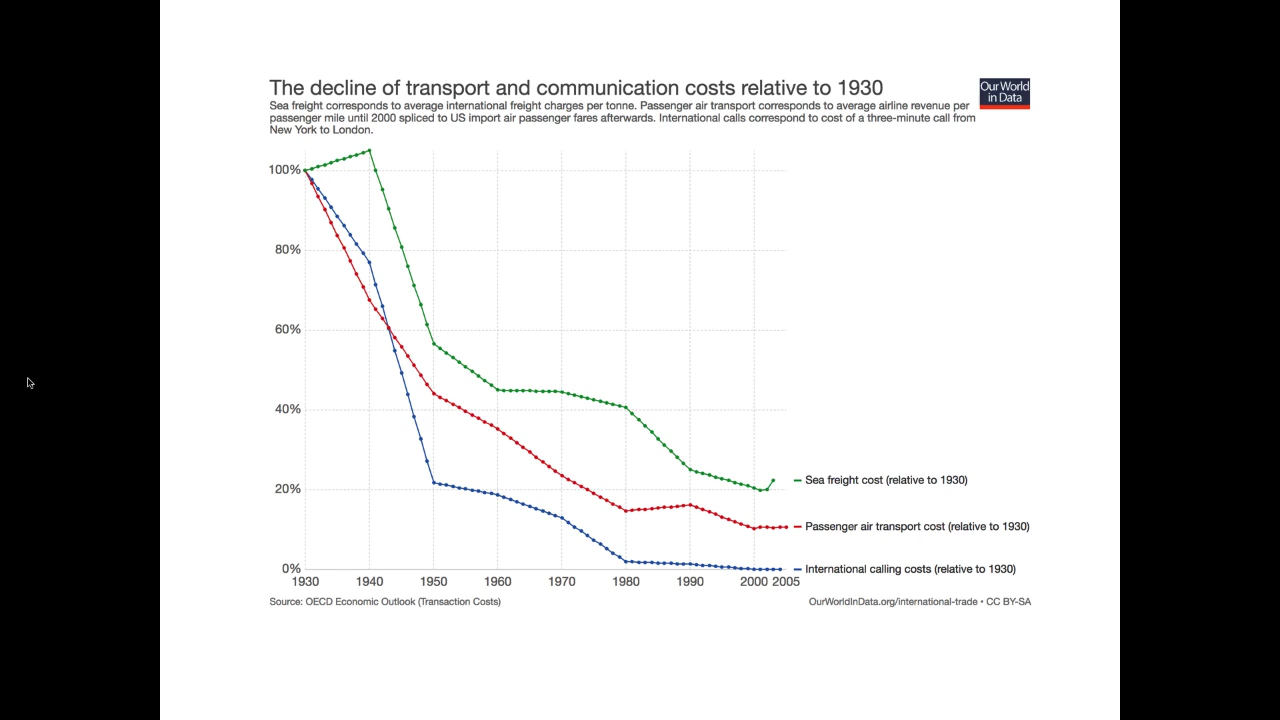 The decline of transport and communication costs relative to 1930
Our World
in Data
Sea freight corresponds to average international freight charges per tonne. Passenger air transport corresponds to average airline revenue per
passenger mile until 2000 spliced to US import air passenger fares afterwards. International calls correspond to cost of a three-minute call from
New York to London.
100%
80%
60%
40%
20%
0%
Sea freight cost (relative to 1930)
Passenger air transport cost (relative to 1930)
International calling costs (relative to 1930)
1930 1940 1950 1960 1970 1980 1990 2000 2005
Source: OECD Economic Outlook (Transaction Costs)
OurWorldInData.org/international-trade • CC BY-SA